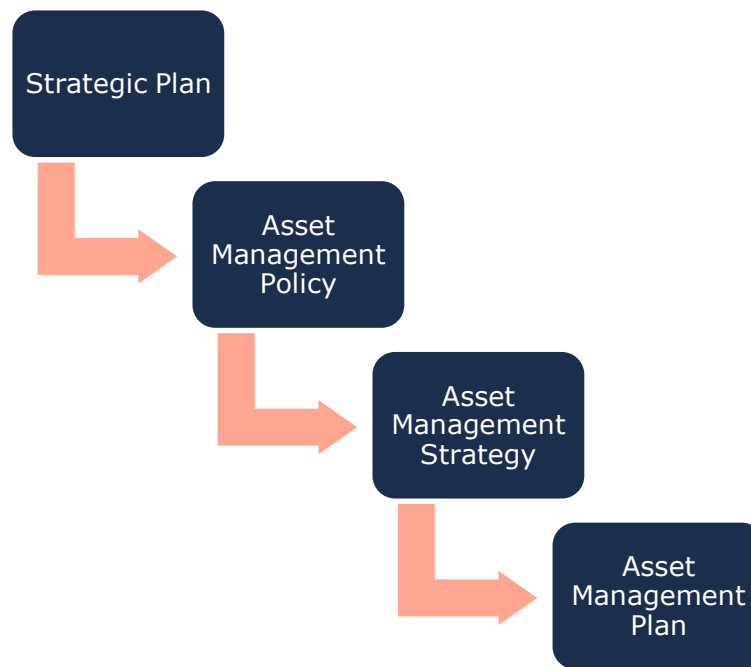 Strategic Plan
Asset
Management
Policy
Asset
Management
Strategy
Asset
Management
Plan